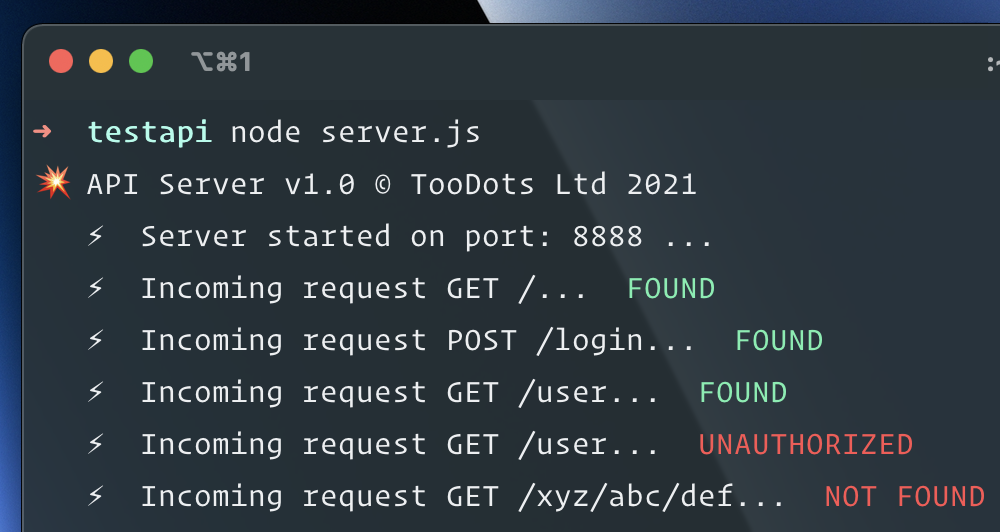 ⌥⌘1
➜ testapi node server.js
💥 API Server v1.0 © TooDots Ltd 2021
⚡ Server started on port: 8888 ...
⚡ Incoming request GET /... FOUND
⚡ Incoming request POST /login... FOUND
⚡ Incoming request GET /user... FOUND
⚡ Incoming request GET /user... UNAUTHORIZED
⚡ Incoming request GET /xyz/abc/def... NOT FOUND